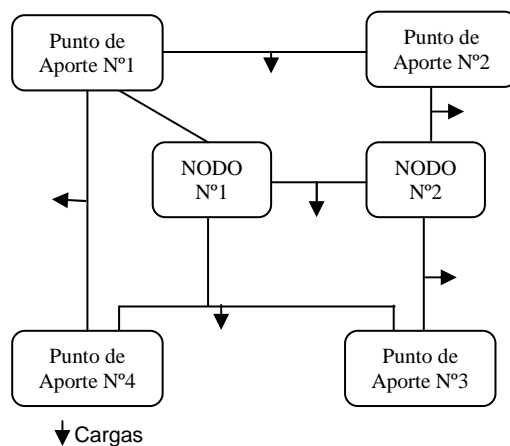 Punto de
Aporte Nº1
Punto de
Aporte Nº2
NODO
Nº1
NODO
Nº2
Punto de
Aporte Nº4
Punto de
Aporte Nº3
Cargas